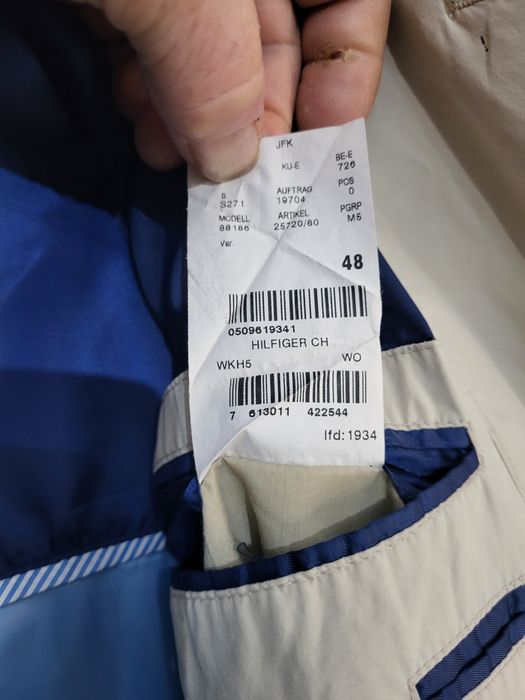 JFK
KU-E BE-E
726
S. AUFTRAG POS
S271 19704 0
MODELL ARTIKEL PGRP
88186 25720/80 M5
Var.
48
0509619341
HILFIGER CH
WKH5 WO
7 613011 422544
lfd: 1934